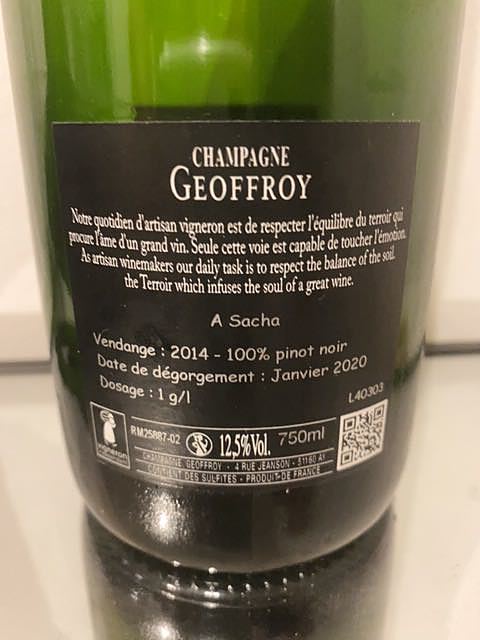 CHAMPAGNE
GEOFFROY
Notre quotidien d'artisan vigneron est de respecter l'équilibre du terroir qui
procure l'âme d'un grand vin. Seule cette voie est capable de toucher l'émotion.
As artisan winemakers our daily task is to respect the balance of the soil.
the Terroir which infuses the soul of a great wine.
A Sacha
Vendange : 2014 - 100% pinot noir
Date de dégorgement : Janvier 2020
Dosage : 1 g/l
L40303
vigneron
RM25887-02
12,5%Vol. 750ml
CHAMPAGNE GEOFFROY - 4 RUE JEANSON - 51160 AY
CONTIENT DES SULFITES - PRODUIT DE FRANCE